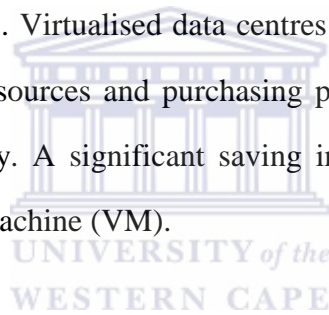 . Virtualised data centres
sources and purchasing p
y. A significant saving in
achine (VM).
UNIVERSITY of the
WESTERN CAPE